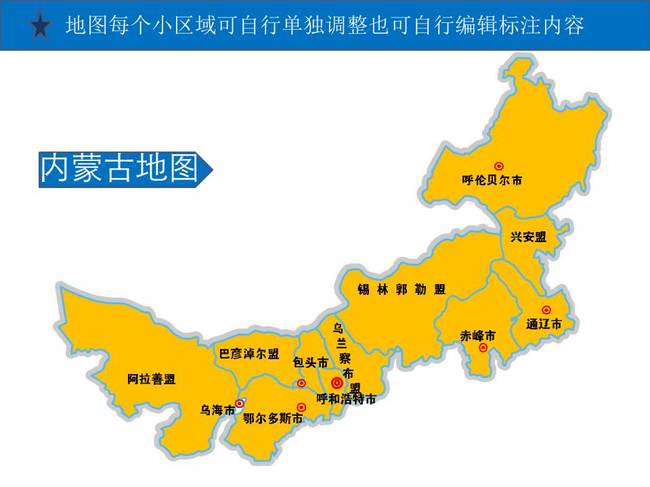 地图每个小区域可自行单独调整也可自行编辑标注内容
内蒙古地图
呼伦贝尔市
兴安盟
锡林郭勒盟
通辽市
赤峰市
乌兰察布盟
巴彦淖尔盟
包头市
阿拉善盟
呼和浩特市
乌海市
鄂尔多斯市